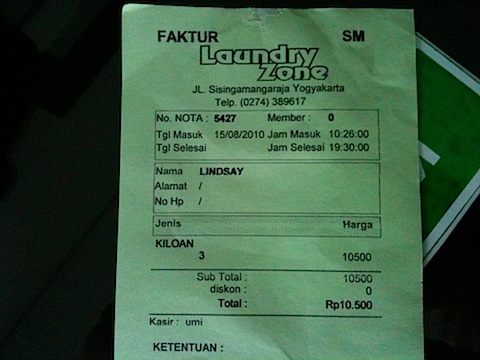 FAKTUR SM
Laundry
Zone
JL. Sisingamangaraja Yogyakarta
Telp. (0274) 389617
No. NOTA : 5427 Member : 0
Tgl Masuk 15/08/2010 Jam Masuk 10:26:00
Tgl Selesai Jam Selesai 19:30:00
Nama LINDSAY
Alamat /
No Hp /
Jenis Harga
KILOAN
3 10500
Sub Total : 10500
diskon : 0
Total : Rp10.500
Kasir : umi
KETENTUAN :